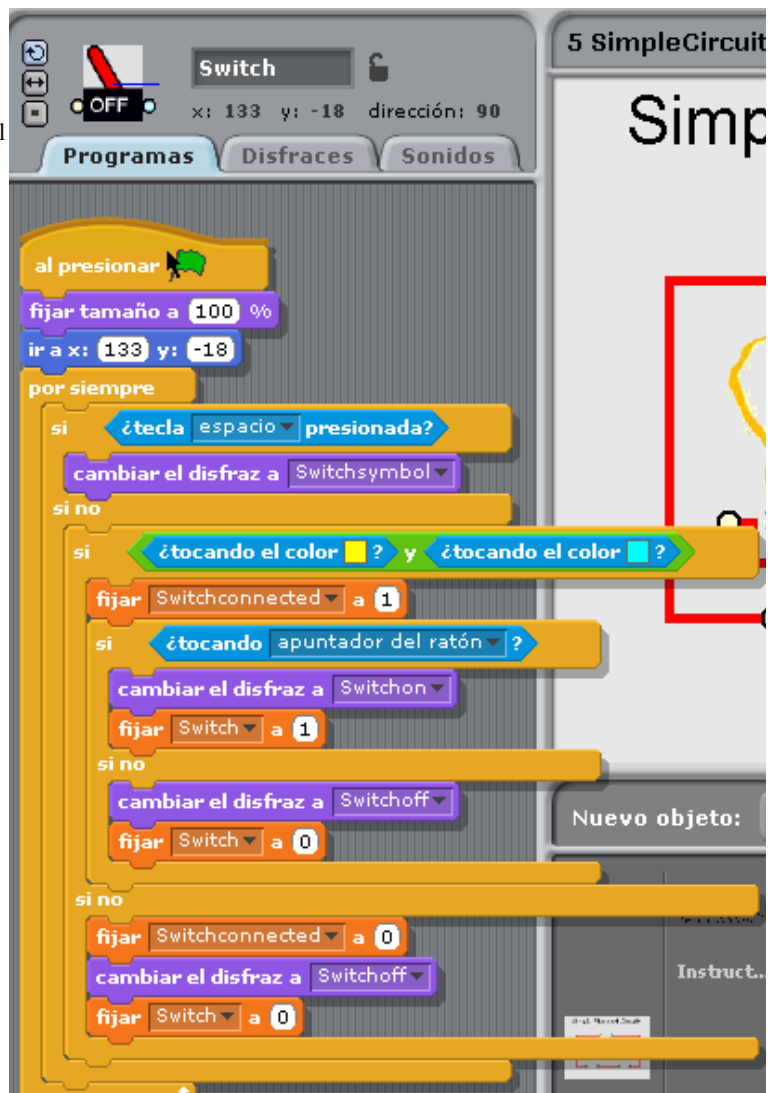 5 SimpleCircuit
Switch
OFF
x: 133 y: -18 dirección: 90
l
Simp
Programas Disfraces Sonidos
al presionar
fijar tamaño a 100 %
ir a x: 133 y: -18
por siempre
si ¿tecla espacio presionada?
cambiar el disfraz a Switchsymbol
si no
si ¿tocando el color ? y ¿tocando el color ?
fijar Switchconnected a 1
si ¿tocando apuntador del ratón ?
cambiar el disfraz a Switchon
fijar Switch a 1
si no
cambiar el disfraz a Switchoff
fijar Switch a 0
Nuevo objeto:
si no
fijar Switchconnected a 0
cambiar el disfraz a Switchoff
Instruct...
fijar Switch a 0